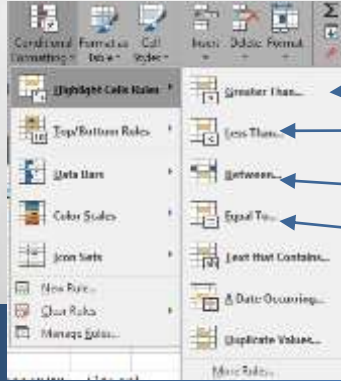 Conditional Format as Cell Insert Delete Format
Formatting Table Styles
Highlight Cells Rules
Top/Bottom Rules
Data Bars
Color Scales
Icon Sets
New Rule...
Clear Rules
Manage Rules...
Greater Than...
Less Than...
Between...
Equal To...
Text that Contains...
A Date Occurring...
Duplicate Values...
More Rules...